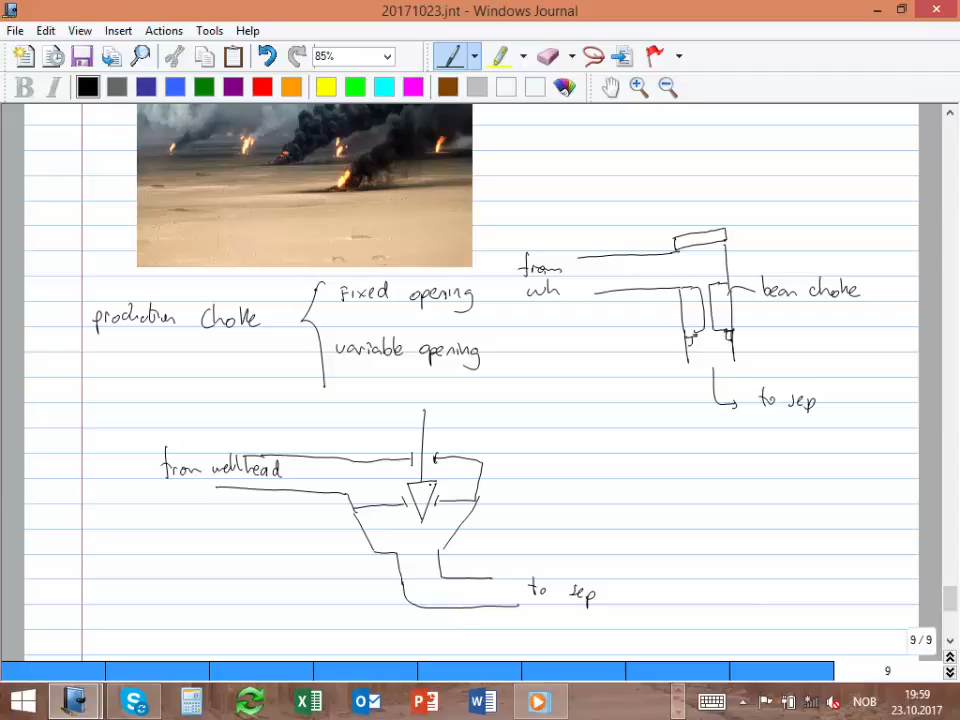 20171023.jnt - Windows Journal
File Edit View Insert Actions Tools Help
85%
B I
from
wh
Fixed opening
bean choke
production choke
variable opening
to sep
from wellhead
to sep
9 / 9
9
NOB
19:59
23.10.2017